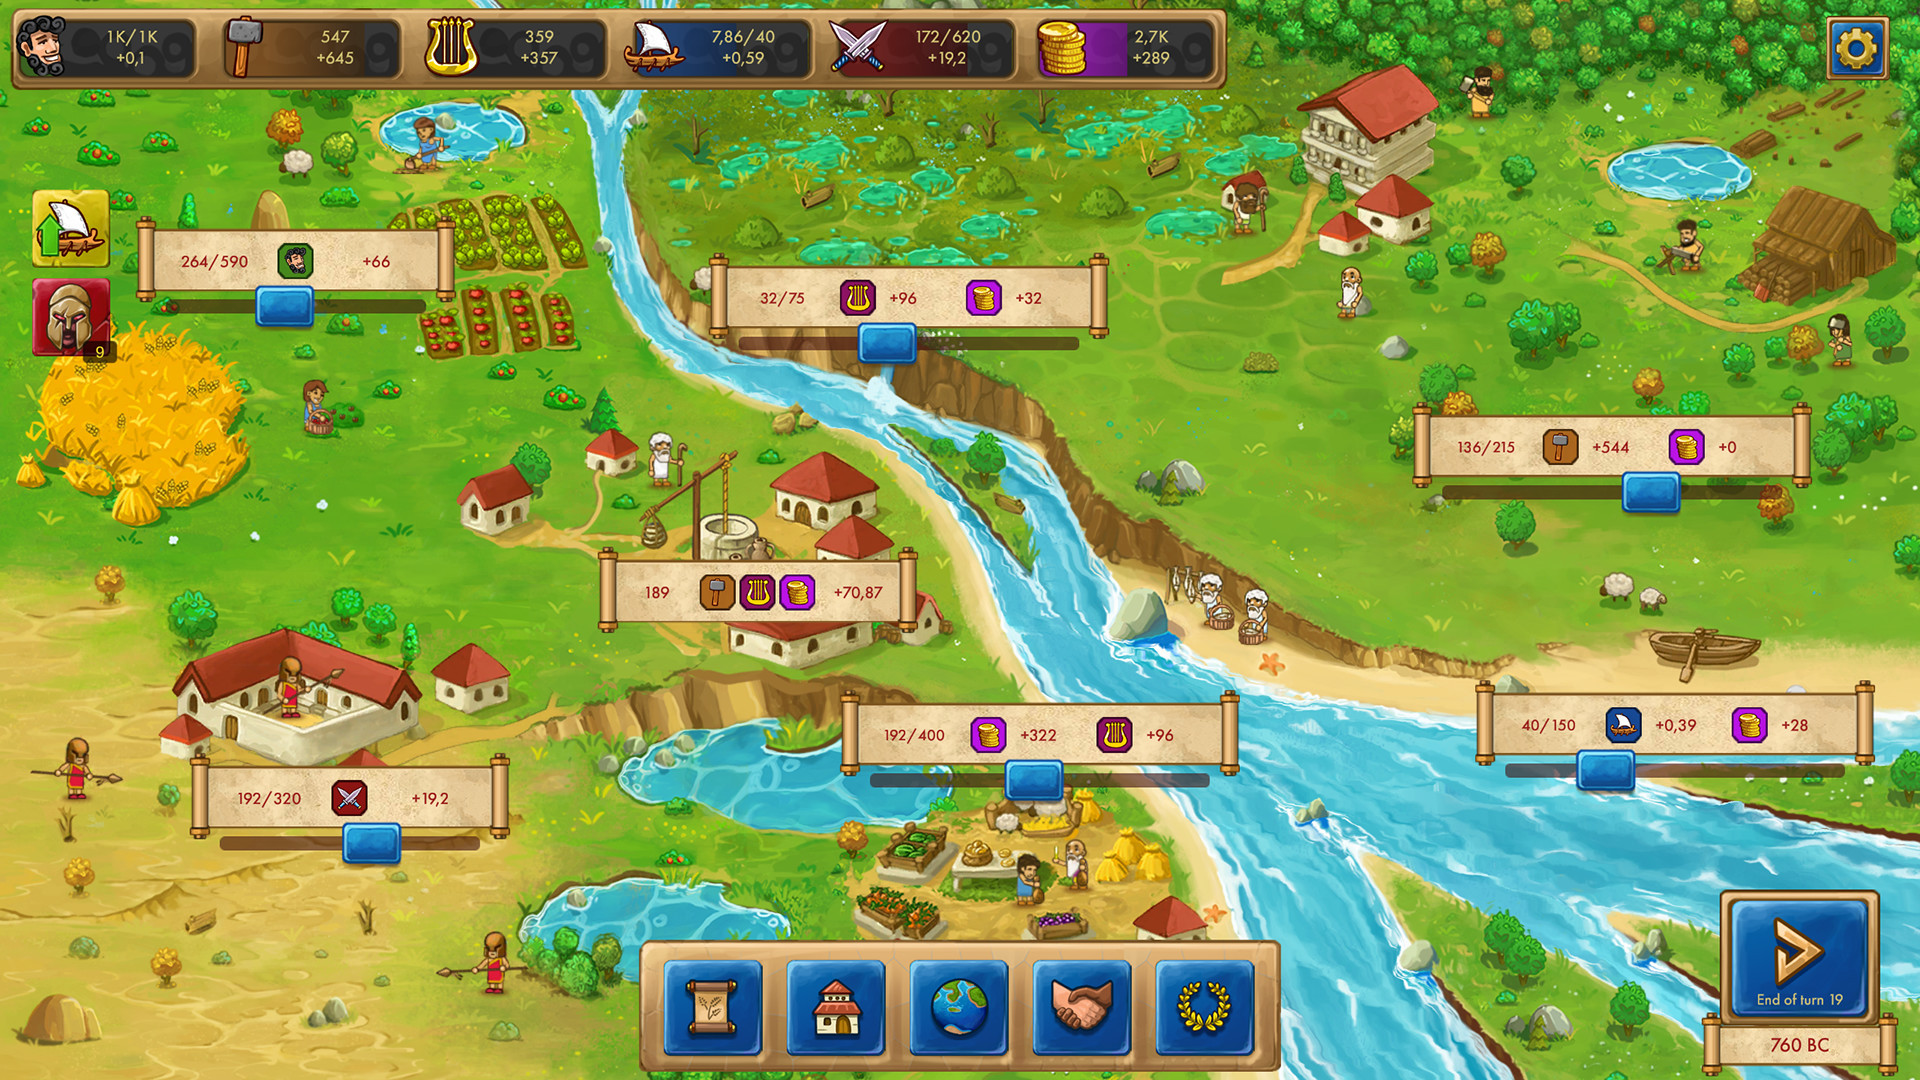 1K/1K
+0,1
547
+645
359
+357
7,86/40
+0,59
172/620
+19,2
2,7K
+289
9
264/590 +66
32/75 +96 +32
136/215 +544 +0
189 +70,87
192/400 +322 +96
40/150 +0,39 +28
192/320 +19,2
End of turn 19
760 BC